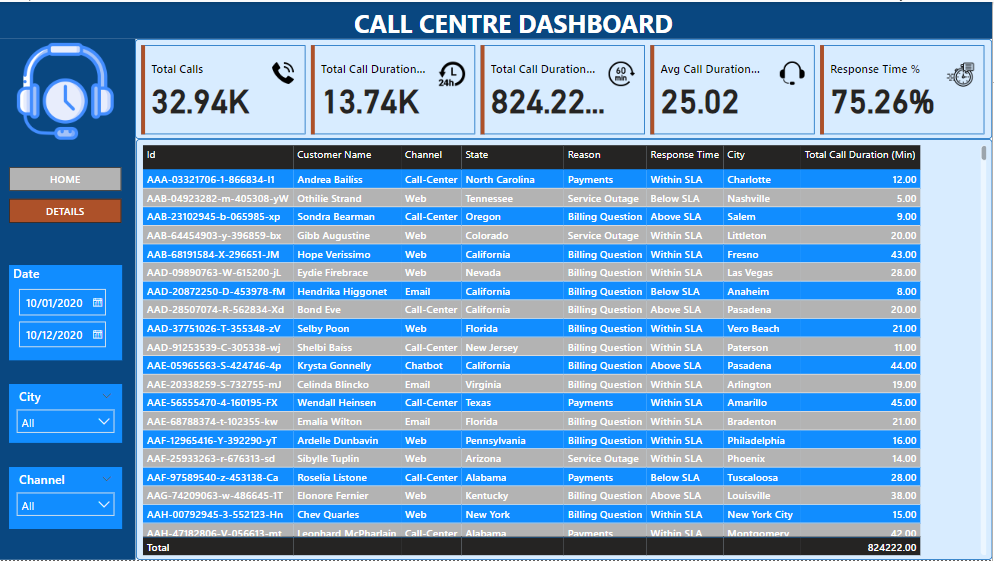 CALL CENTRE DASHBOARD
Total Calls
32.94K
Total Call Duration...
13.74K
24h
Total Call Duration...
824.22...
60 min
Avg Call Duration...
25.02
Response Time %
75.26%
HOME
DETAILS
Date
10/01/2020
10/12/2020
City
All
Channel
All
Id Customer Name Channel State Reason Response Time City Total Call Duration (Min)
AAA-03321706-1-866834-I1 Andrea Bailiss Call-Center North Carolina Payments Within SLA Charlotte 12.00
AAB-04923282-m-405308-yW Othilie Strand Web Tennessee Service Outage Below SLA Nashville 5.00
AAB-23102945-b-065985-xp Sondra Bearman Call-Center Oregon Billing Question Above SLA Salem 9.00
AAB-64454903-y-396859-bx Gibb Augustine Web Colorado Service Outage Within SLA Littleton 20.00
AAB-68191584-X-296651-JM Hope Verissimo Web California Billing Question Within SLA Fresno 43.00
AAD-09890763-W-615200-jL Eydie Firebrace Web Nevada Billing Question Within SLA Las Vegas 28.00
AAD-20872250-D-453978-fM Hendrika Higgonet Email California Billing Question Below SLA Anaheim 8.00
AAD-28507074-R-562834-Xd Bond Eve Call-Center California Billing Question Above SLA Pasadena 20.00
AAD-37751026-T-355348-zV Selby Poon Web Florida Billing Question Within SLA Vero Beach 21.00
AAD-91253539-C-305338-wj Shelbi Baiss Call-Center New Jersey Billing Question Within SLA Paterson 11.00
AAE-05965563-S-424746-4p Krysta Gonnelly Chatbot California Billing Question Above SLA Pasadena 44.00
AAE-20338259-S-732755-mJ Celinda Blincko Email Virginia Billing Question Within SLA Arlington 19.00
AAE-56555470-4-160195-FX Wendall Heinsen Call-Center Texas Payments Within SLA Amarillo 45.00
AAE-68788374-t-102355-kw Emalia Wilton Email Florida Billing Question Within SLA Bradenton 21.00
AAF-12965416-Y-392290-yT Ardelle Dunbavin Web Pennsylvania Billing Question Within SLA Philadelphia 16.00
AAF-25933263-r-676313-sd Sibylle Tuplin Web Arizona Service Outage Within SLA Phoenix 14.00
AAF-97589540-z-453138-Ca Roselia Listone Call-Center Alabama Payments Below SLA Tuscaloosa 28.00
AAG-74209063-w-486645-1T Elonore Fernier Web Kentucky Billing Question Above SLA Louisville 38.00
AAH-00792945-3-552123-Hn Chev Quarles Web New York Billing Question Within SLA New York City 15.00
AAH-47182806-V-056613-mt Leonhard McPharlain Call-Center Alabama Payments Within SLA Montgomery 42.00
Total 824222.00